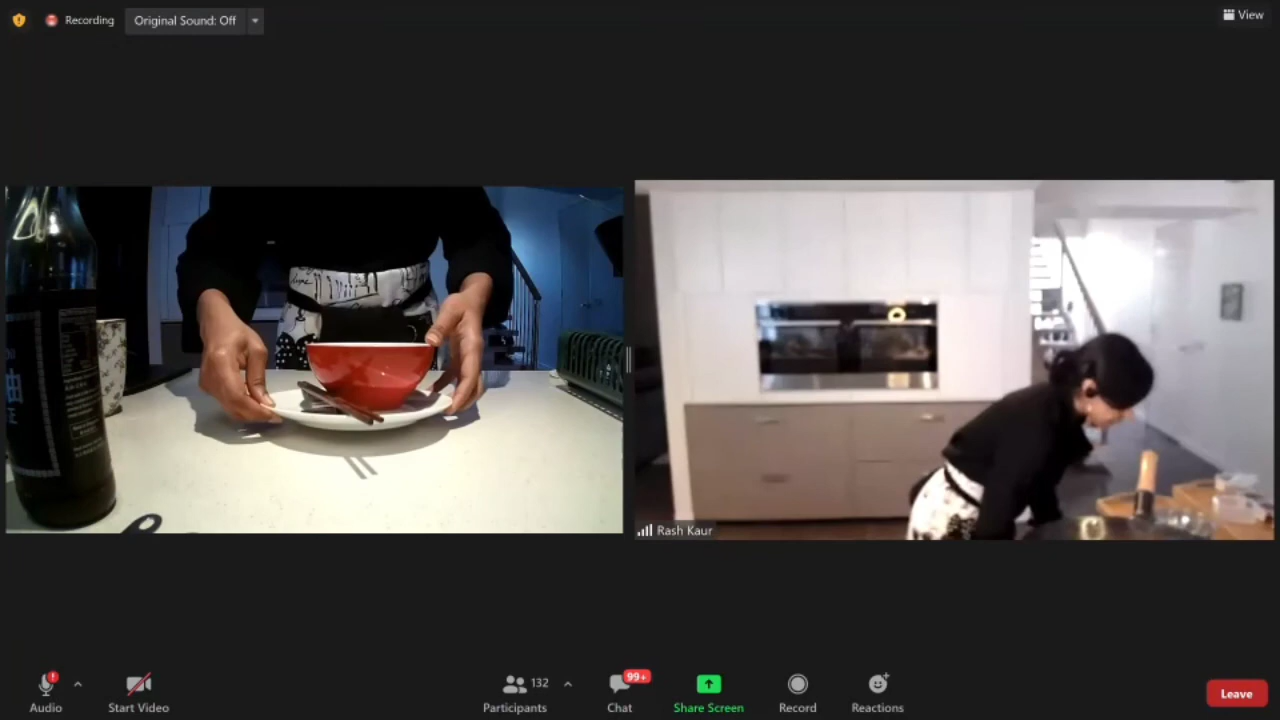 Recording
Original Sound: Off
View
油
Rash Kaur
Audio
Start Video
132
Participants
99+
Chat
Share Screen
Record
Reactions
Leave